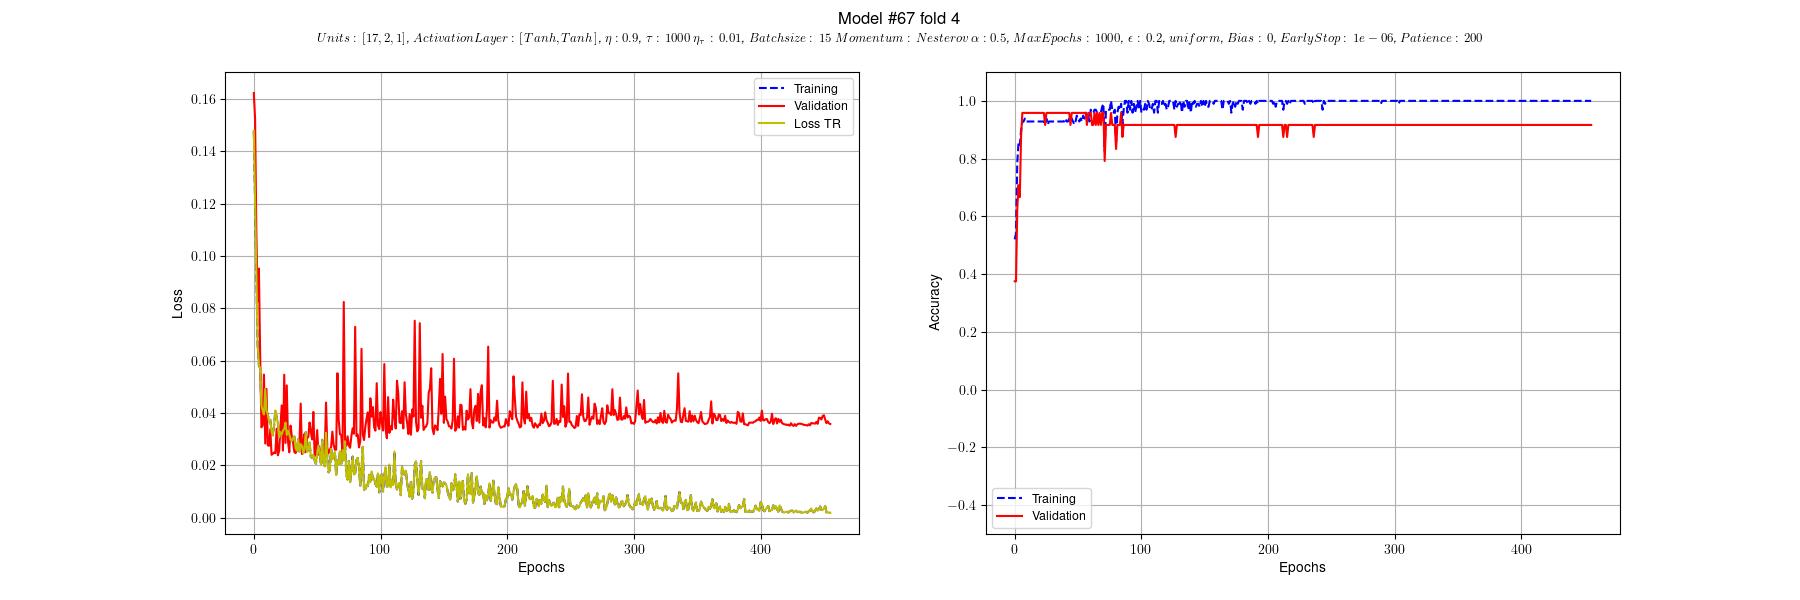 Model #67 fold 4
Units : [17, 2, 1], ActivationLayer : [Tanh, Tanh], η : 0.9, τ : 1000 η_τ : 0.01, Batchsize : 15 Momentum : Nesterov α : 0.5, MaxEpochs : 1000, ϵ : 0.2, uniform, Bias : 0, EarlyStop : 1e − 06, Patience : 200
0.16
0.14
0.12
0.10
0.08
0.06
0.04
0.02
0.00
Loss
0 100 200 300 400
Epochs
Training
Validation
Loss TR
1.0
0.8
0.6
0.4
0.2
0.0
−0.2
−0.4
Accuracy
0 100 200 300 400
Epochs
Training
Validation